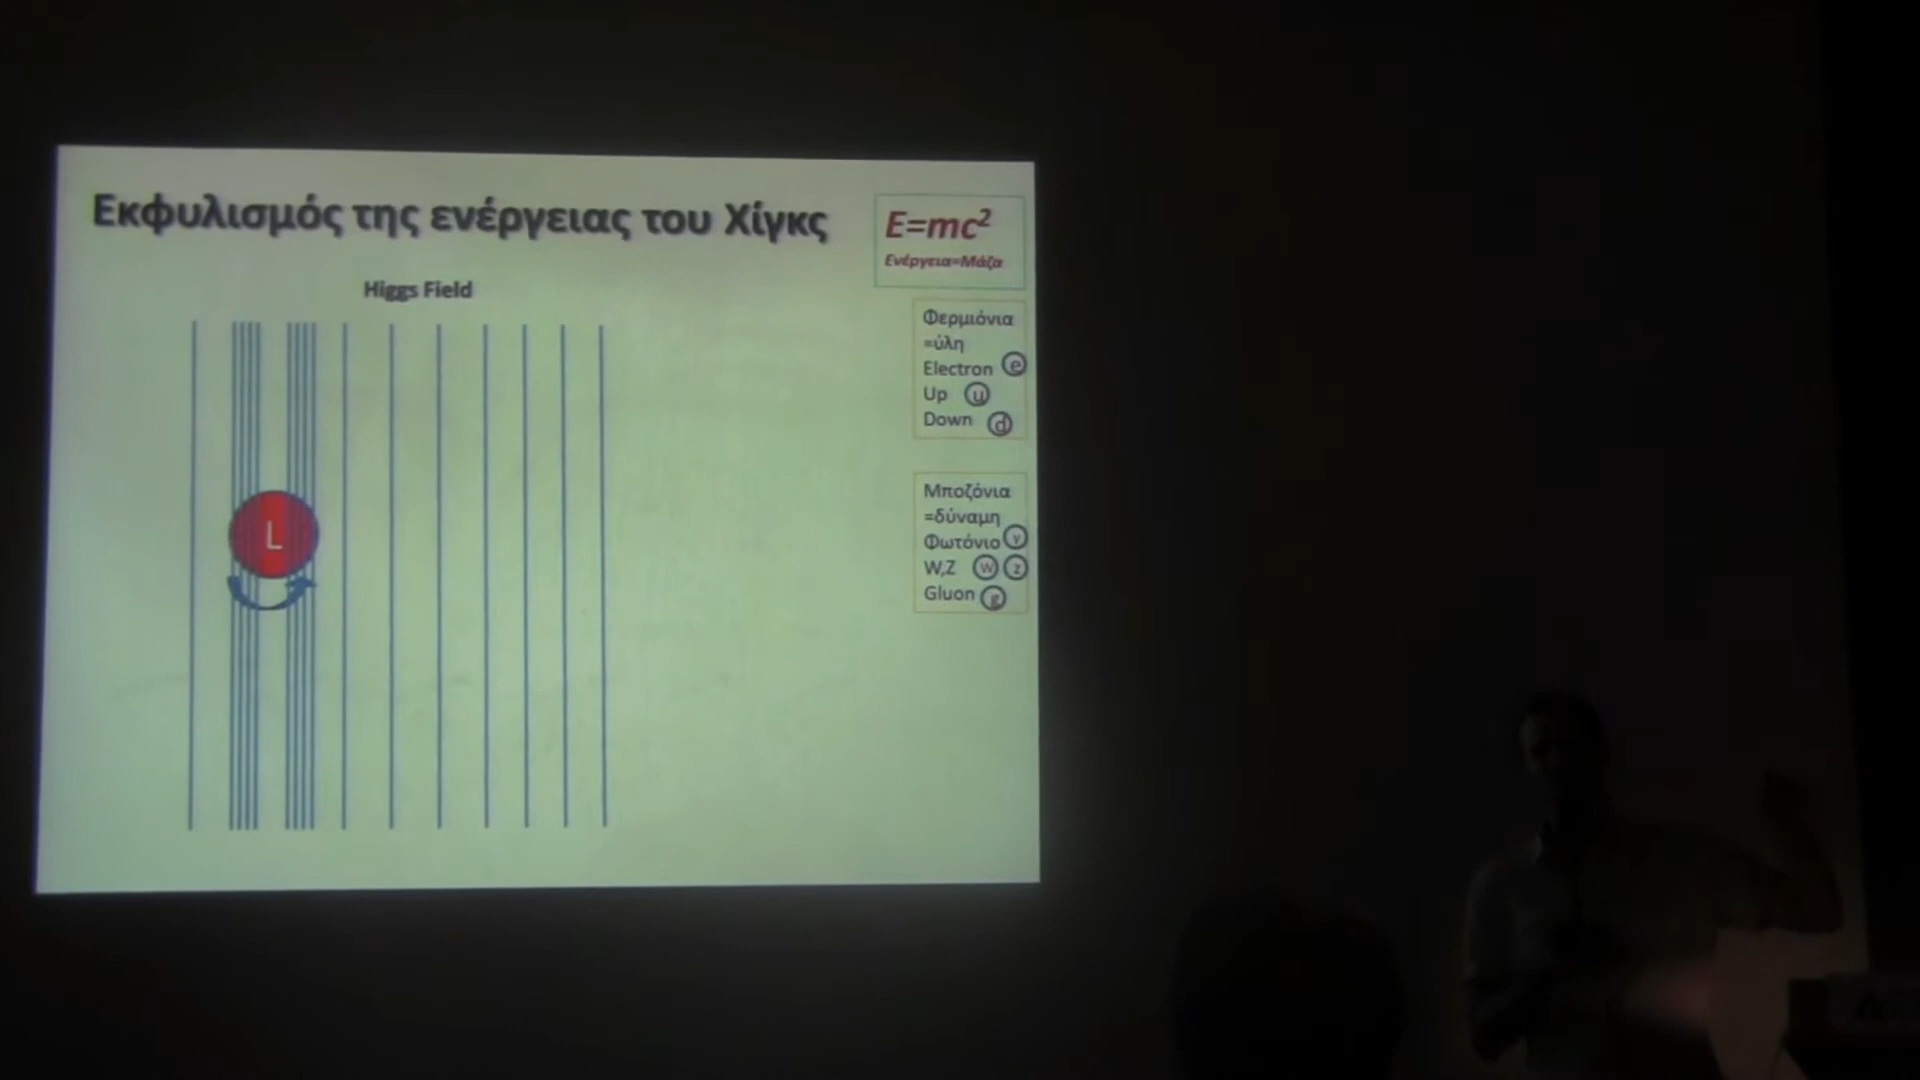 Εκφυλισμός της ενέργειας του Χίγκς
E=mc²
Ενέργεια=Μάζα
Higgs Field
Φερμιόνια
=ύλη
Electron e
Up u
Down d
L
Μποζόνια
=δύναμη
Φωτόνιο γ
W,Z W z
Gluon g